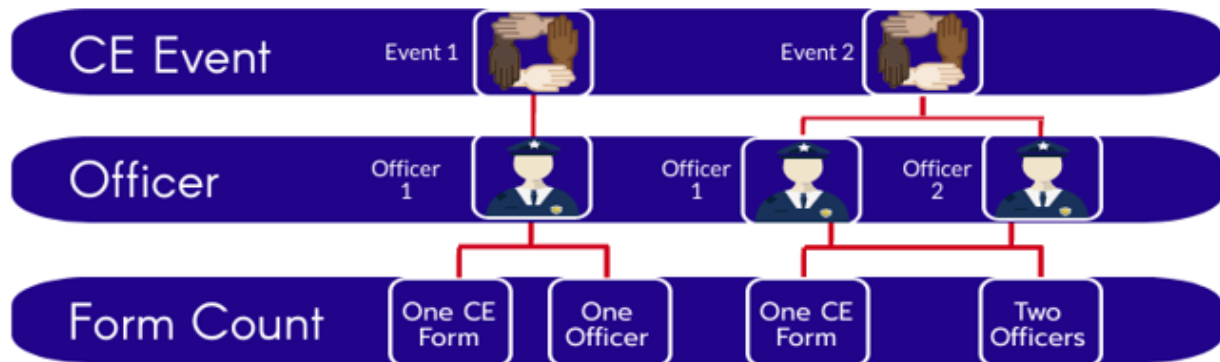 CE Event
Event 1
Event 2
Officer
Officer
1
Officer
1
Officer
2
Form Count
One CE
Form
One
Officer
One CE
Form
Two
Officers